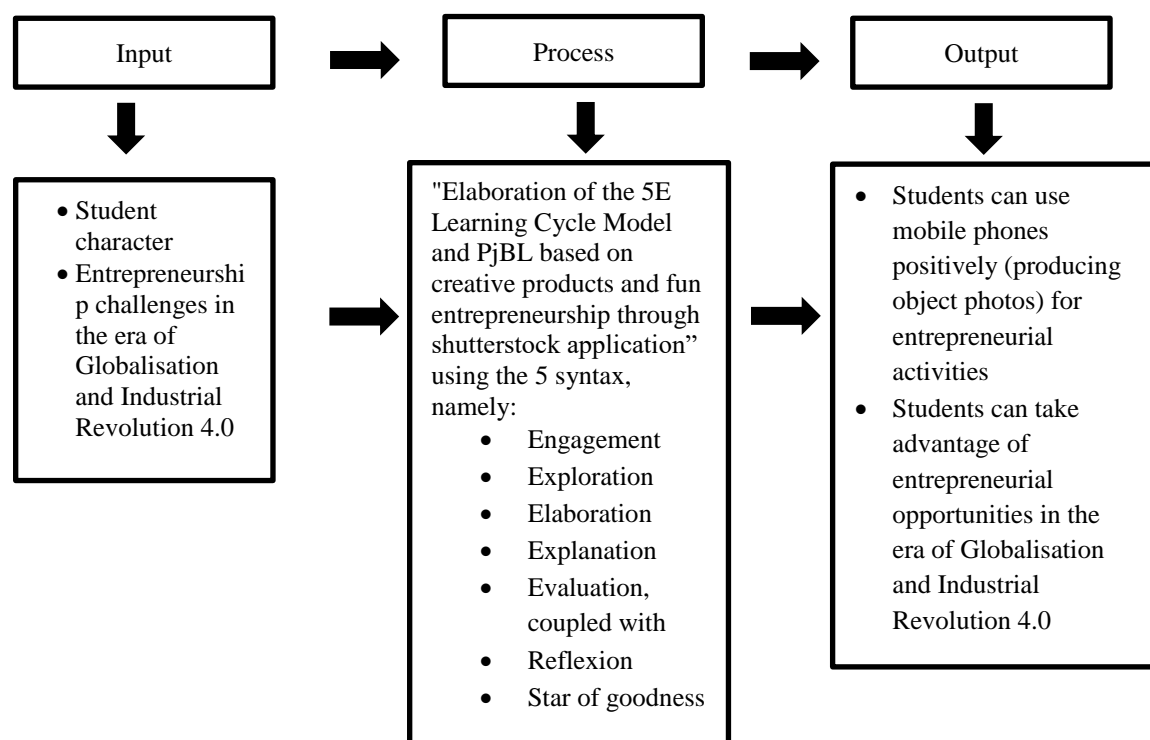 Input
Process
Output
• Student
character
• Entrepreneurshi
p challenges in
the era of
Globalisation
and Industrial
Revolution 4.0
"Elaboration of the 5E
Learning Cycle Model
and PjBL based on
creative products and fun
entrepreneurship through
shutterstock application”
using the 5 syntax,
namely:
• Engagement
• Exploration
• Elaboration
• Explanation
• Evaluation,
coupled with
• Reflexion
• Star of goodness
• Students can use
mobile phones
positively (producing
object photos) for
entrepreneurial
activities
• Students can take
advantage of
entrepreneurial
opportunities in the
era of Globalisation
and Industrial
Revolution 4.0